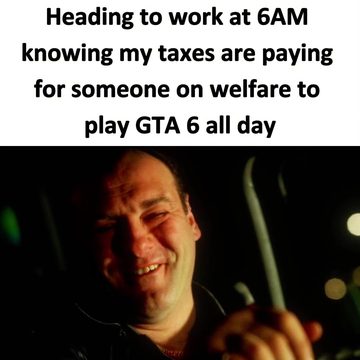 Heading to work at 6AM
knowing my taxes are paying
for someone on welfare to
play GTA 6 all day